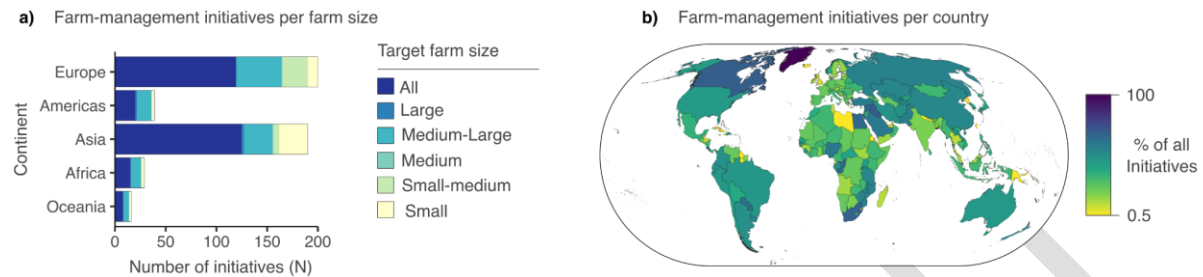 a) Farm-management initiatives per farm size
Continent
Europe
Americas
Asia
Africa
Oceania
0 50 100 150 200
Number of initiatives (N)
Target farm size
All
Large
Medium-Large
Medium
Small-medium
Small
b) Farm-management initiatives per country
100
% of all
Initiatives
0.5